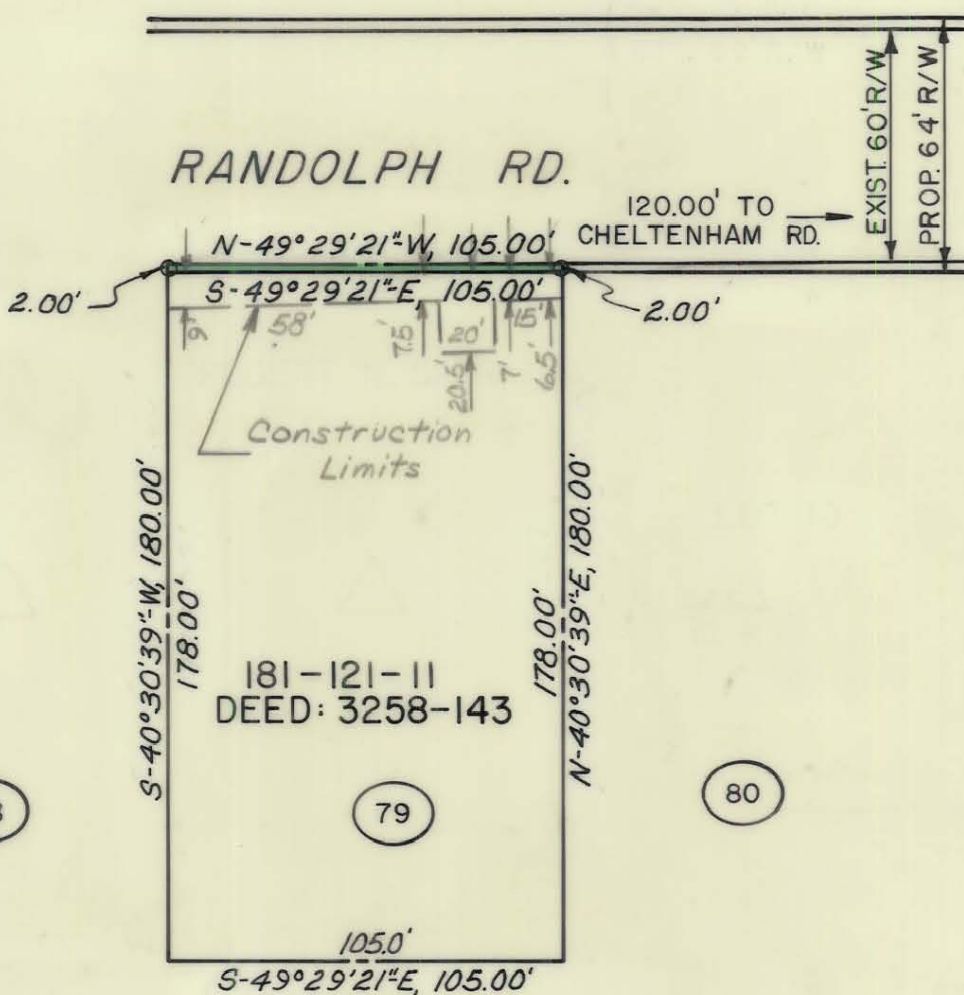 EXIST. 60' R/W
PROP. 64' R/W
RANDOLPH RD.
120.00' TO
CHELTENHAM RD.
N-49°29'21"-W, 105.00'
S-49°29'21"-E, 105.00'
2.00'
2.00'
9'
58'
7.5'
20'
20.5'
15'
7'
6.5'
Construction
Limits
S-40°30'39"-W, 180.00'
178.00'
178.00'
N-40°30'39"-E, 180.00'
181-121-11
DEED: 3258-143
79
80
105.0'
S-49°29'21"E, 105.00'